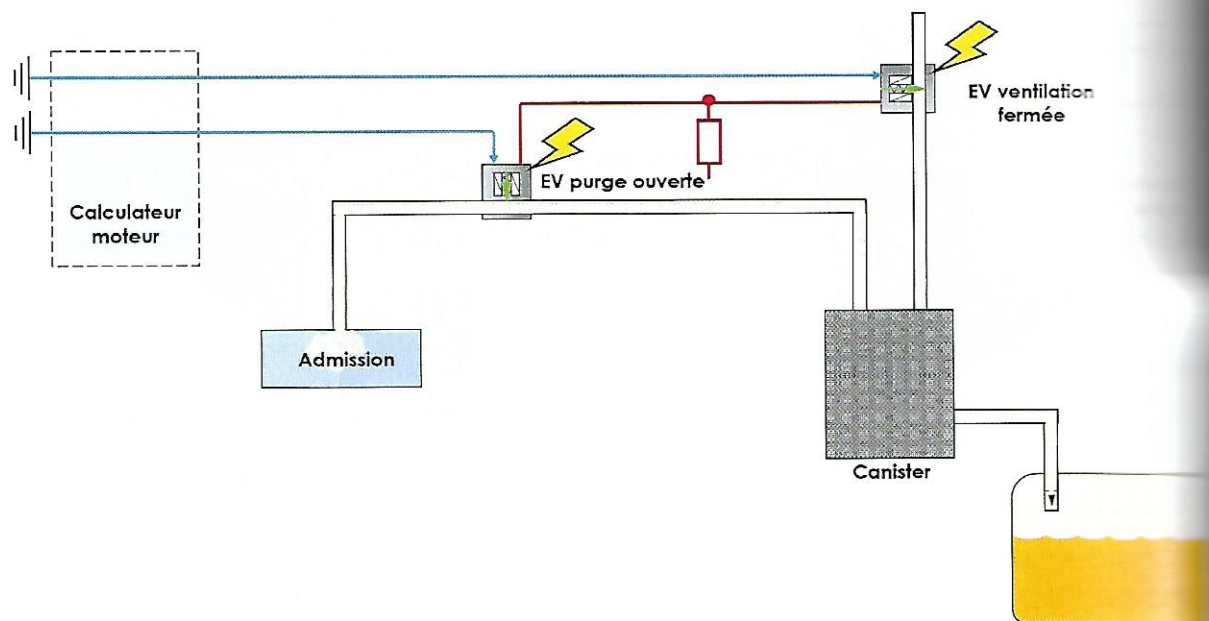 EV ventilation
fermée
EV purge ouverte
Calculateur
moteur
Admission
Canister